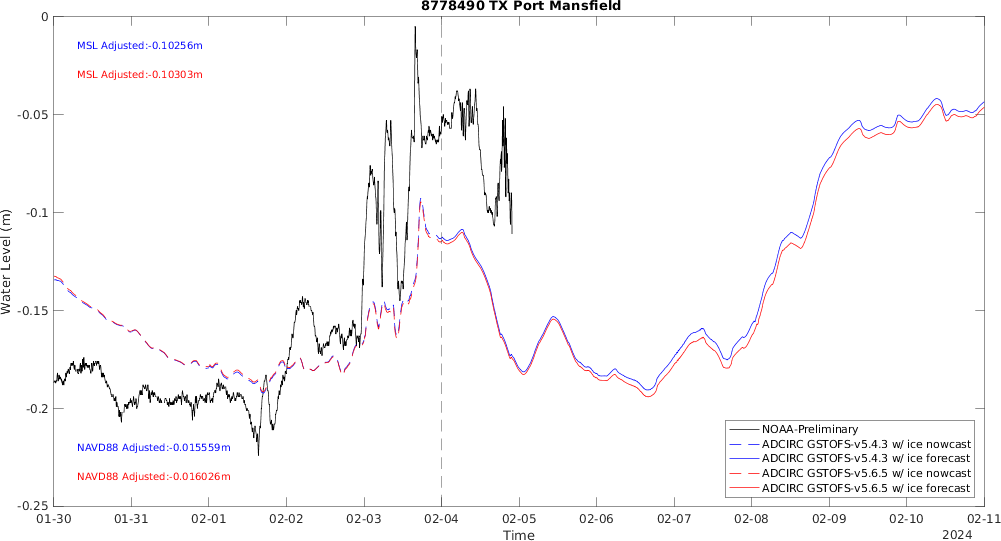 8778490 TX Port Mansfield
MSL Adjusted:-0.10256m
MSL Adjusted:-0.10303m
NAVD88 Adjusted:-0.015559m
NAVD88 Adjusted:-0.016026m
Water Level (m)
0
-0.05
-0.1
-0.15
-0.2
-0.25
NOAA-Preliminary
ADCIRC GSTOFS-v5.4.3 w/ ice nowcast
ADCIRC GSTOFS-v5.4.3 w/ ice forecast
ADCIRC GSTOFS-v5.6.5 w/ ice nowcast
ADCIRC GSTOFS-v5.6.5 w/ ice forecast
01-30 01-31 02-01 02-02 02-03 02-04 02-05 02-06 02-07 02-08 02-09 02-10 02-11
Time
2024